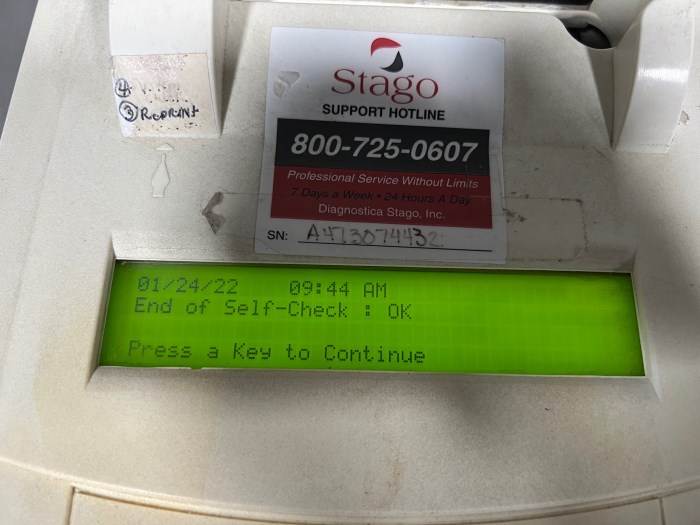 Stago
SUPPORT HOTLINE
800-725-0607
Professional Service Without Limits
7 Days a Week • 24 Hours A Day
Diagnostica Stago, Inc.
SN: A473074432
④
③ REPRINT
01/24/22 09:44 AM
End of Self-Check : OK
Press a Key to Continue